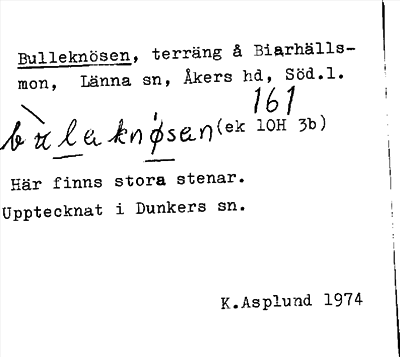 Bulleknösen, terräng å Biarhälls-
mon, Länna sn, Åkers hd, Söd.l.
161
bùleknøsen (ek 10H 3b)
Här finns stora stenar.
Upptecknat i Dunkers sn.
K.Asplund 1974